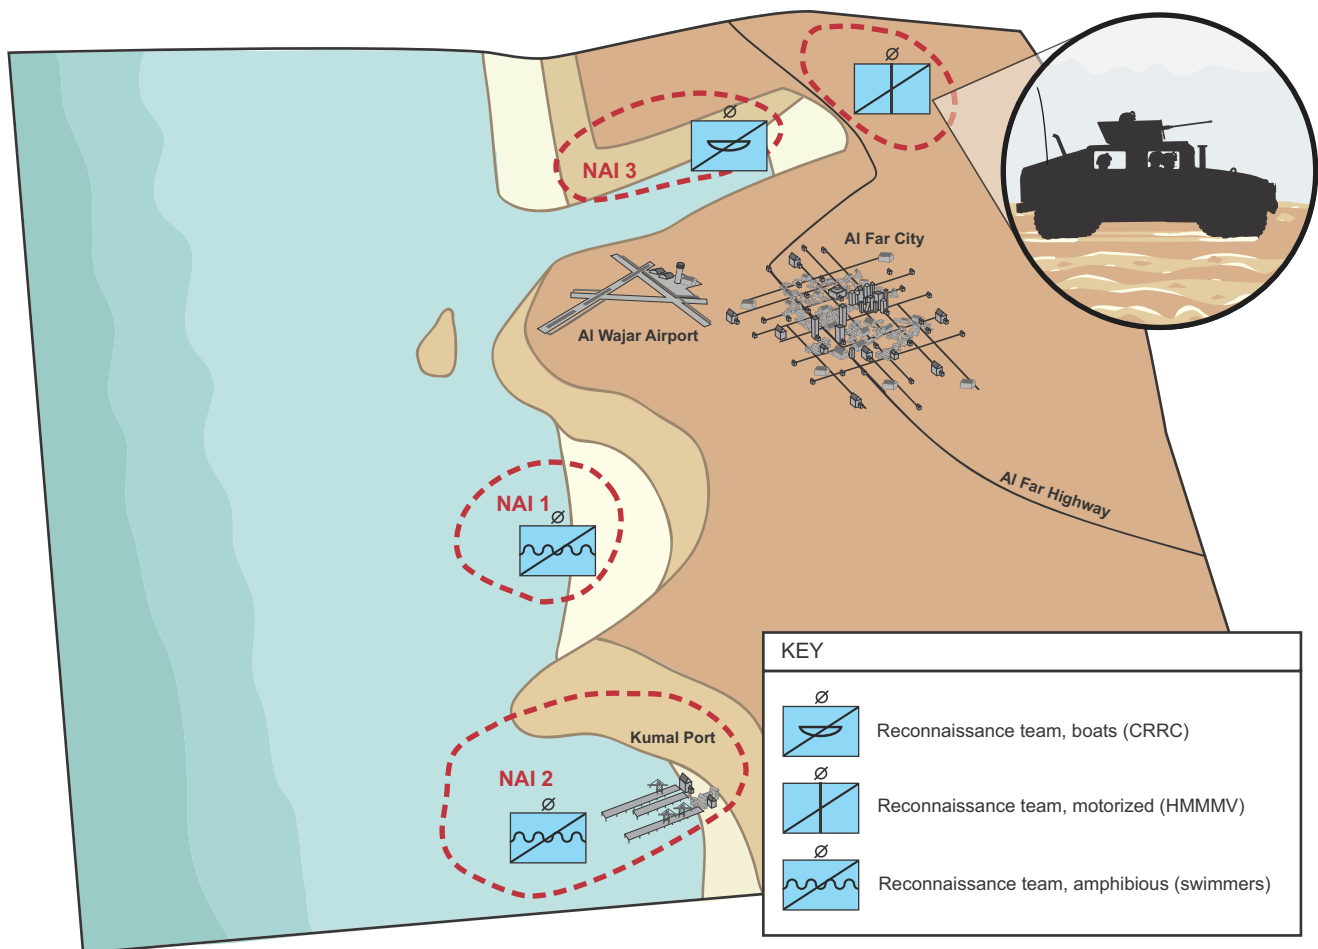 NAI 3
Al Far City
Al Wajar Airport
NAI 1
Al Far Highway
Kumal Port
NAI 2
KEY
Reconnaissance team, boats (CRRC)
Reconnaissance team, motorized (HMMMV)
Reconnaissance team, amphibious (swimmers)